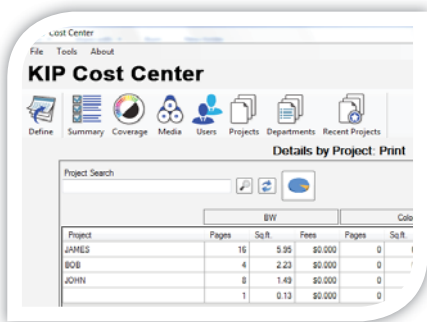 Cost Center
File Tools About
KIP Cost Center
Define Summary Coverage Media Users Projects Departments Recent Projects
Details by Project: Print
Project Search
BW Colo
Project Pages Sq.ft. Fees Pages Sq.ft.
JAMES 16 5.95 $0.000 0
BOB 4 2.23 $0.000 0
JOHN 8 1.49 $0.000 0
1 0.13 $0.000 0